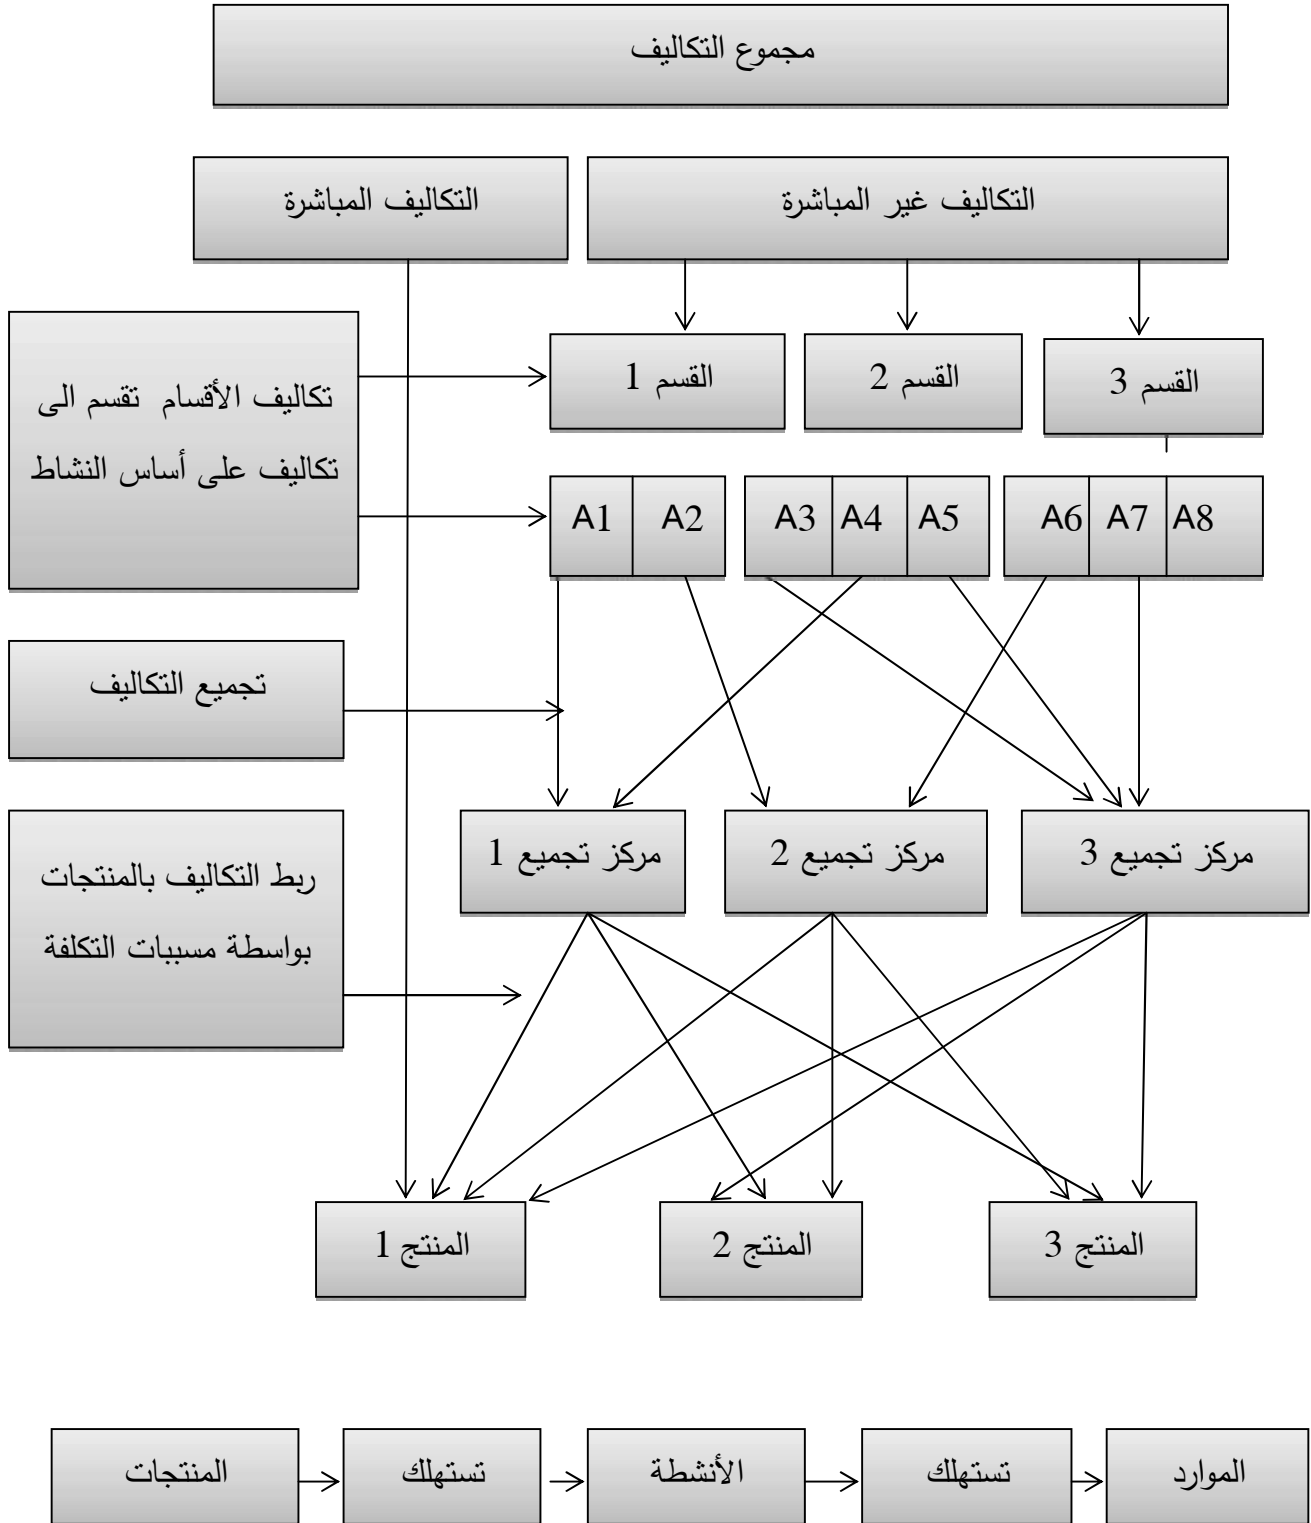 مجموع التكاليف
التكاليف غير المباشرة
التكاليف المباشرة
القسم 1
القسم 2
القسم 3
تكاليف الأقسام تقسم الى
تكاليف على أساس النشاط
A1
A2
A3
A4
A5
A6
A7
A8
تجميع التكاليف
مركز تجميع 1
مركز تجميع 2
مركز تجميع 3
ربط التكاليف بالمنتجات
بواسطة مسببات التكلفة
المنتج 1
المنتج 2
المنتج 3
المنتجات
تستهلك
الأنشطة
تستهلك
الموارد